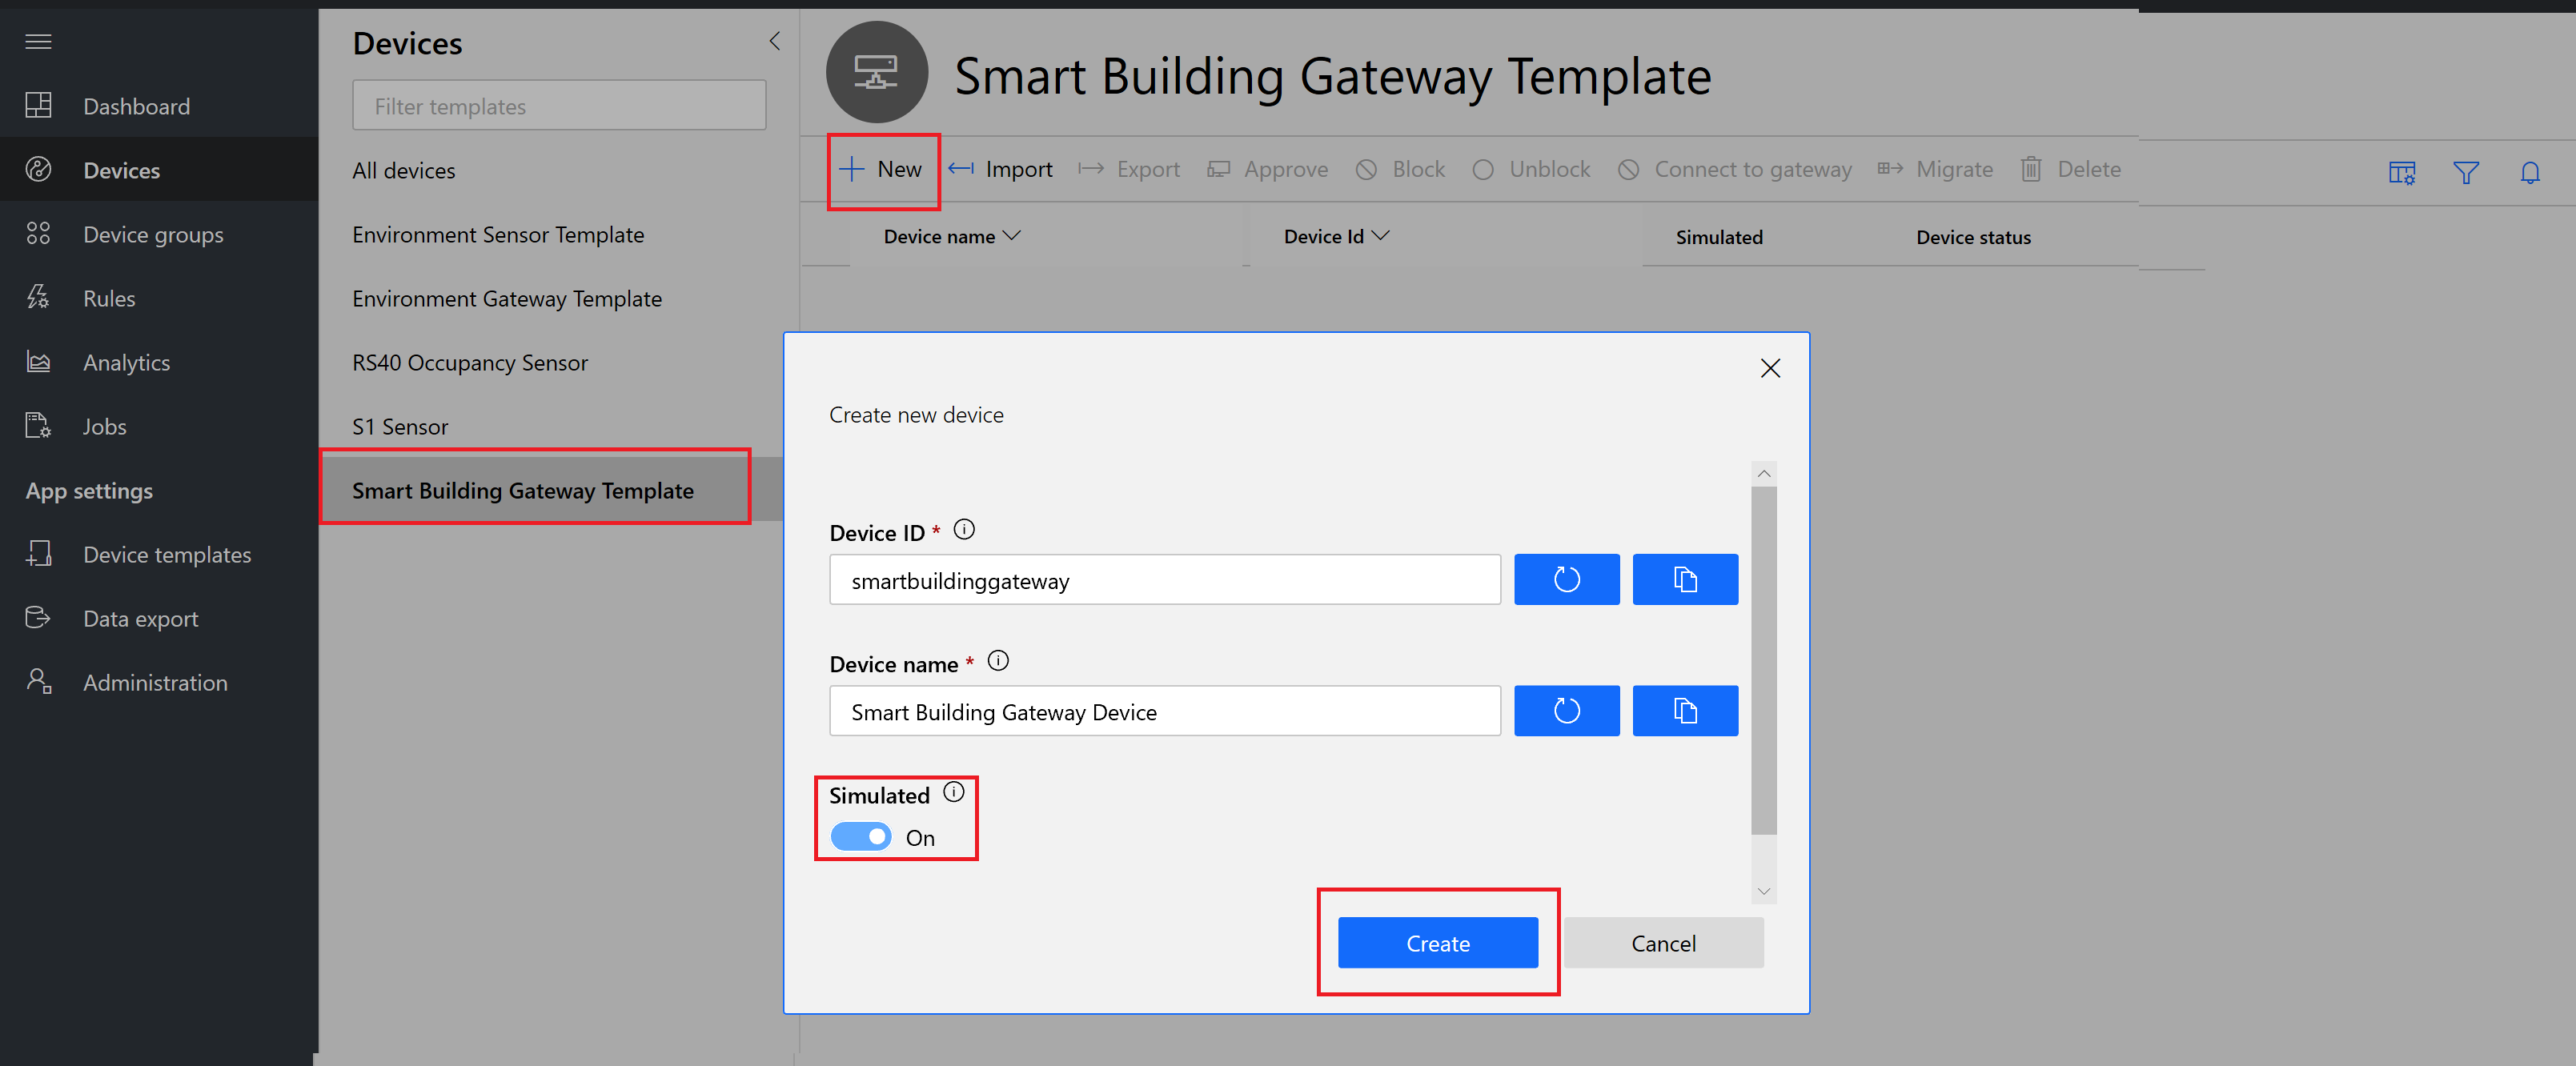 Dashboard
Devices
Device groups
Rules
Analytics
Jobs
App settings
Device templates
Data export
Administration
Devices
Filter templates
All devices
Environment Sensor Template
Environment Gateway Template
RS40 Occupancy Sensor
S1 Sensor
Smart Building Gateway Template
Smart Building Gateway Template
New Import Export Approve Block Unblock Connect to gateway Migrate Delete
Device name Device Id Simulated Device status
Create new device
Device ID *
smartbuildinggateway
Device name *
Smart Building Gateway Device
Simulated
On
Create Cancel